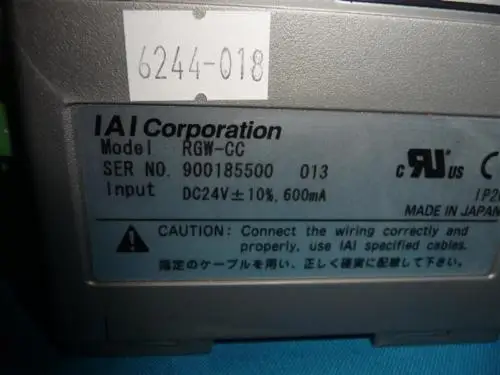 6244-018
IAI Corporation
Model RGW-CC
SER NO. 900185500 013
Input DC24V±10%, 600mA
c RU us
MADE IN JAPAN
CAUTION: Connect the wiring correctly and
properly, use IAI specified cables.
指定のケーブルを用い、正しく確実に配線して下さい。